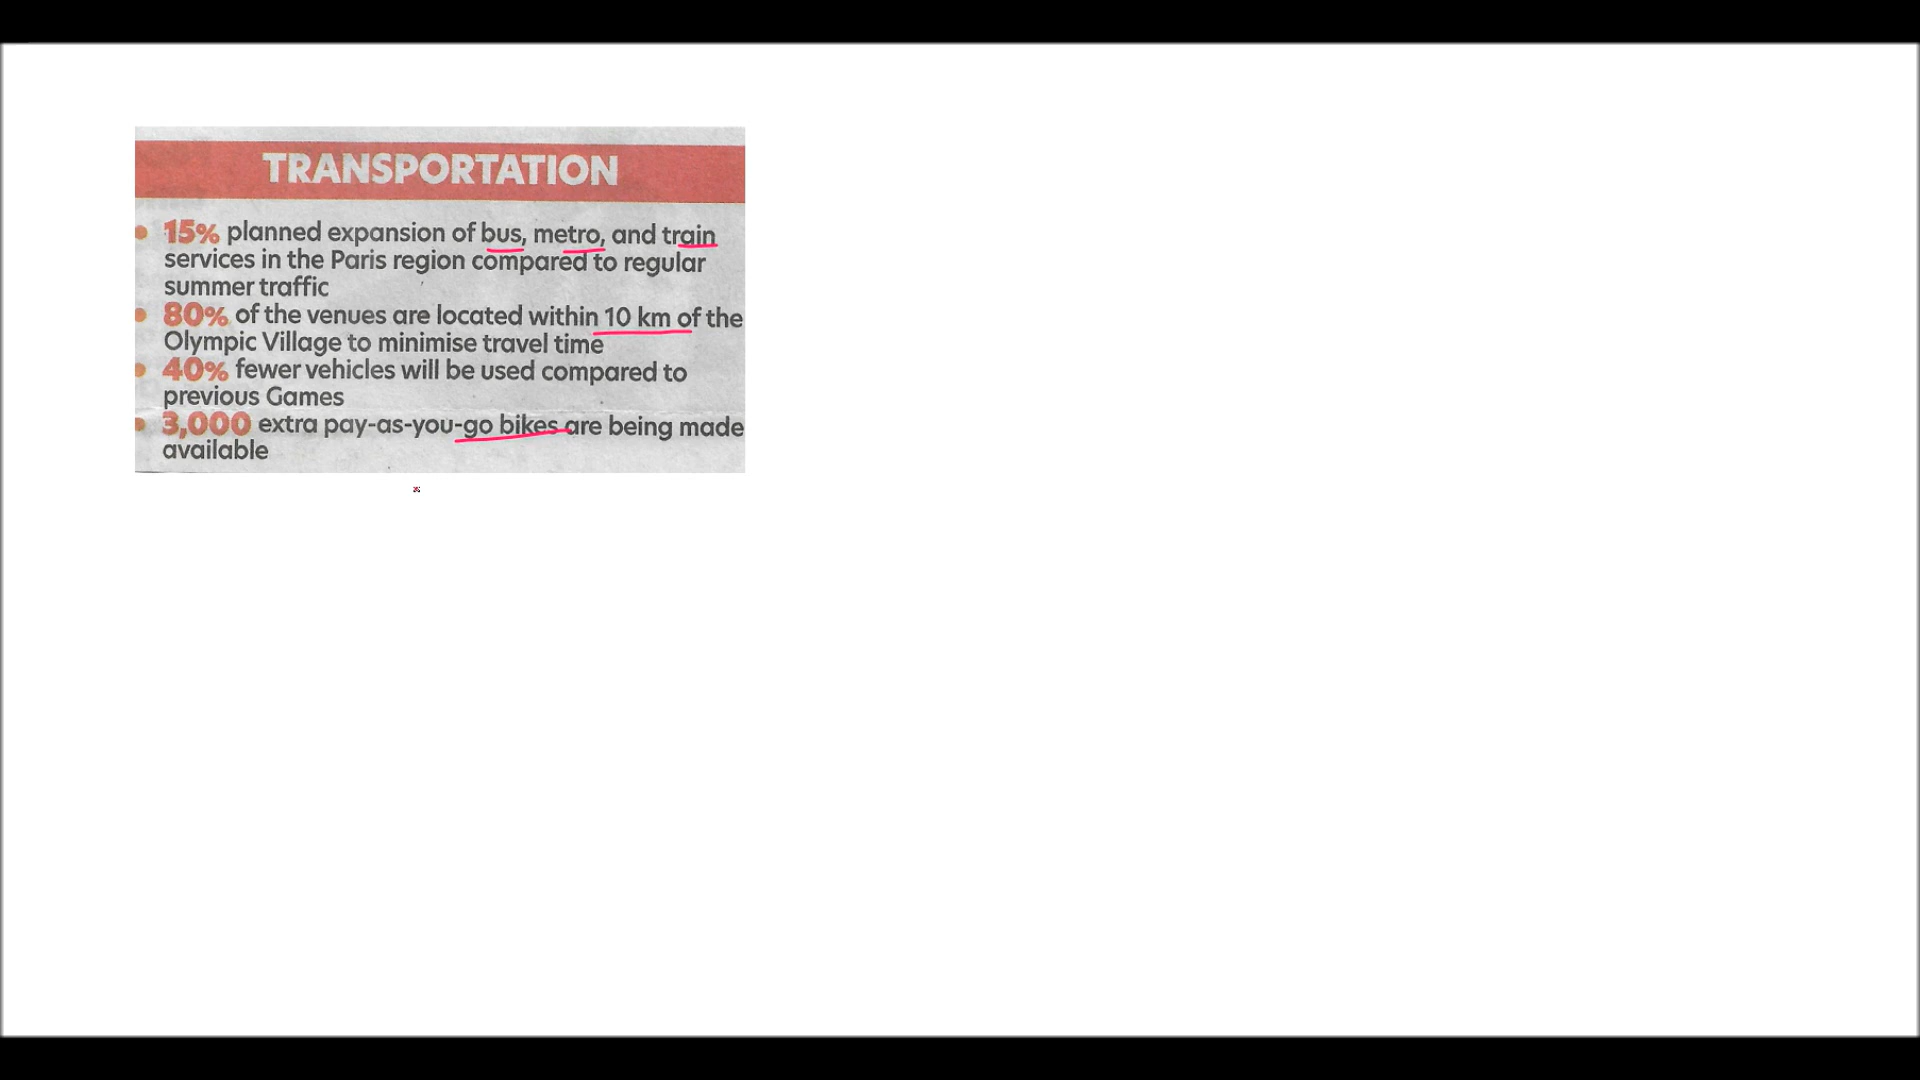 TRANSPORTATION
15% planned expansion of bus, metro, and train
services in the Paris region compared to regular
summer traffic
80% of the venues are located within 10 km of the
Olympic Village to minimise travel time
40% fewer vehicles will be used compared to
previous Games
3,000 extra pay-as-you-go bikes are being made
available